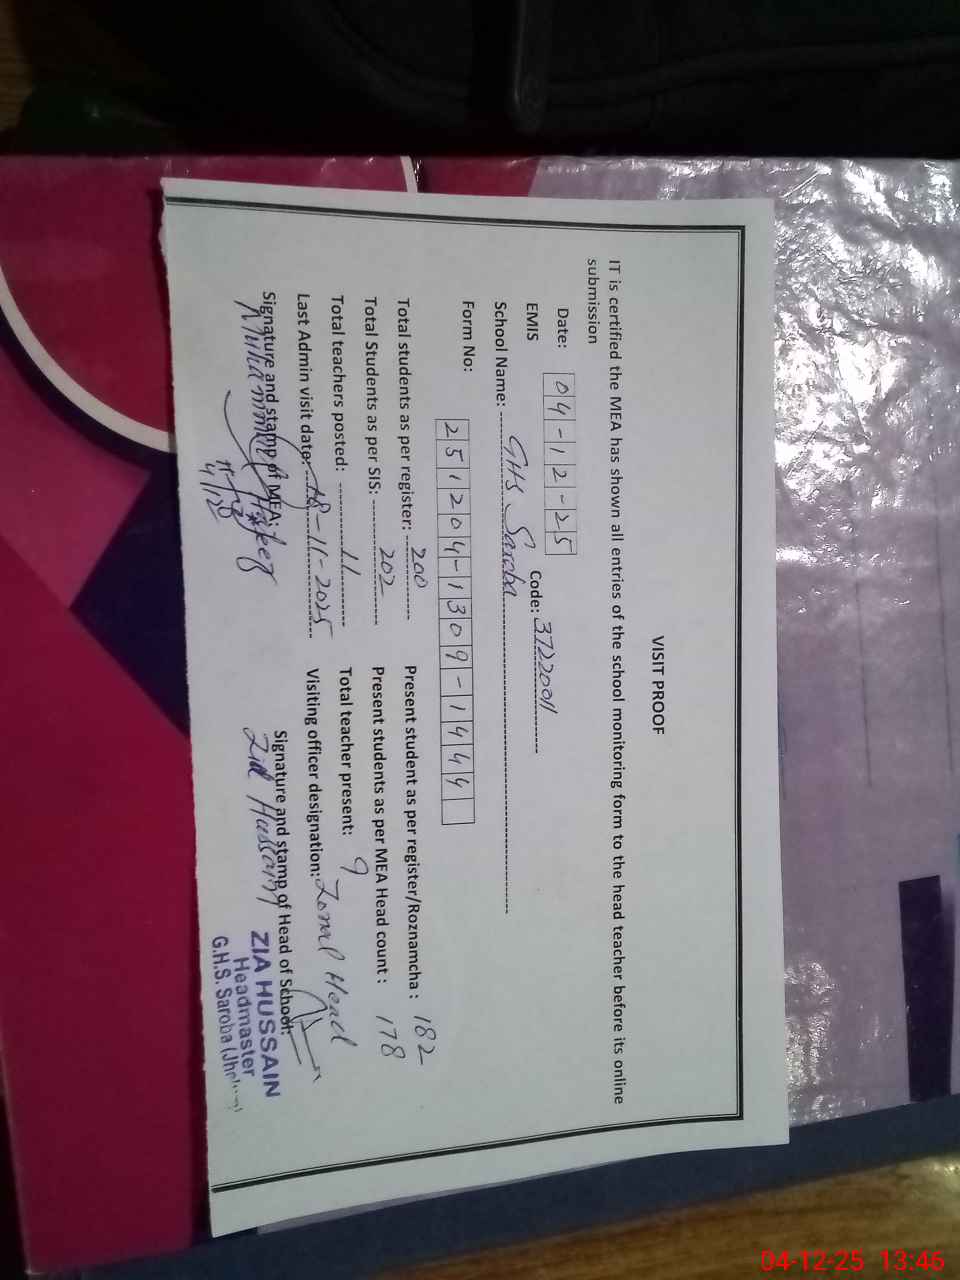 VISIT PROOF
IT is certified the MEA has shown all entries of the school monitoring form to the head teacher before its online
submission
Date: 04-12-25
EMIS Code: 37220011
School Name: GHS Saroba
Form No: 251204-1309-1444
Total students as per register: 200 Present student as per register/Roznamcha: 182
Total Students as per SIS: 202 Present students as per MEA Head count: 178
Total teachers posted: 11 Total teacher present: 9
Last Admin visit date: 18-11-2025 Visiting officer designation: Zonal Head
Signature and stamp of MEA: Signature and stamp of Head of School:
Muhammad Zia Hussain
ZIA HUSSAIN
Headmaster
G.H.S. Saroba
04-12-25 13:46